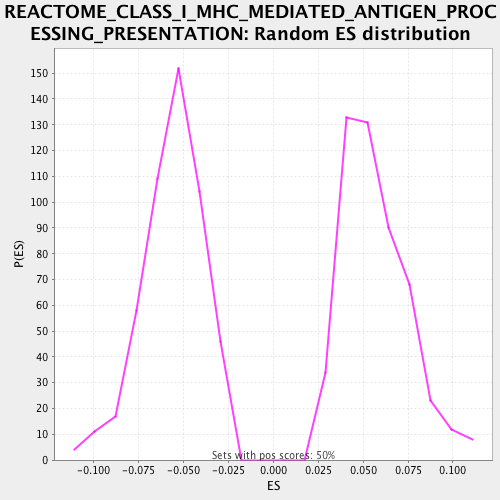 REACTOME_CLASS_I_MHC_MEDIATED_ANTIGEN_PROC
ESSING_PRESENTATION: Random ES distribution
150
140
130
120
110
100
90
80
70
60
50
40
30
20
10
0
P(ES)
Sets with pos scores: 50%
-0.100 -0.075 -0.050 -0.025 0.000 0.025 0.050 0.075 0.100
ES